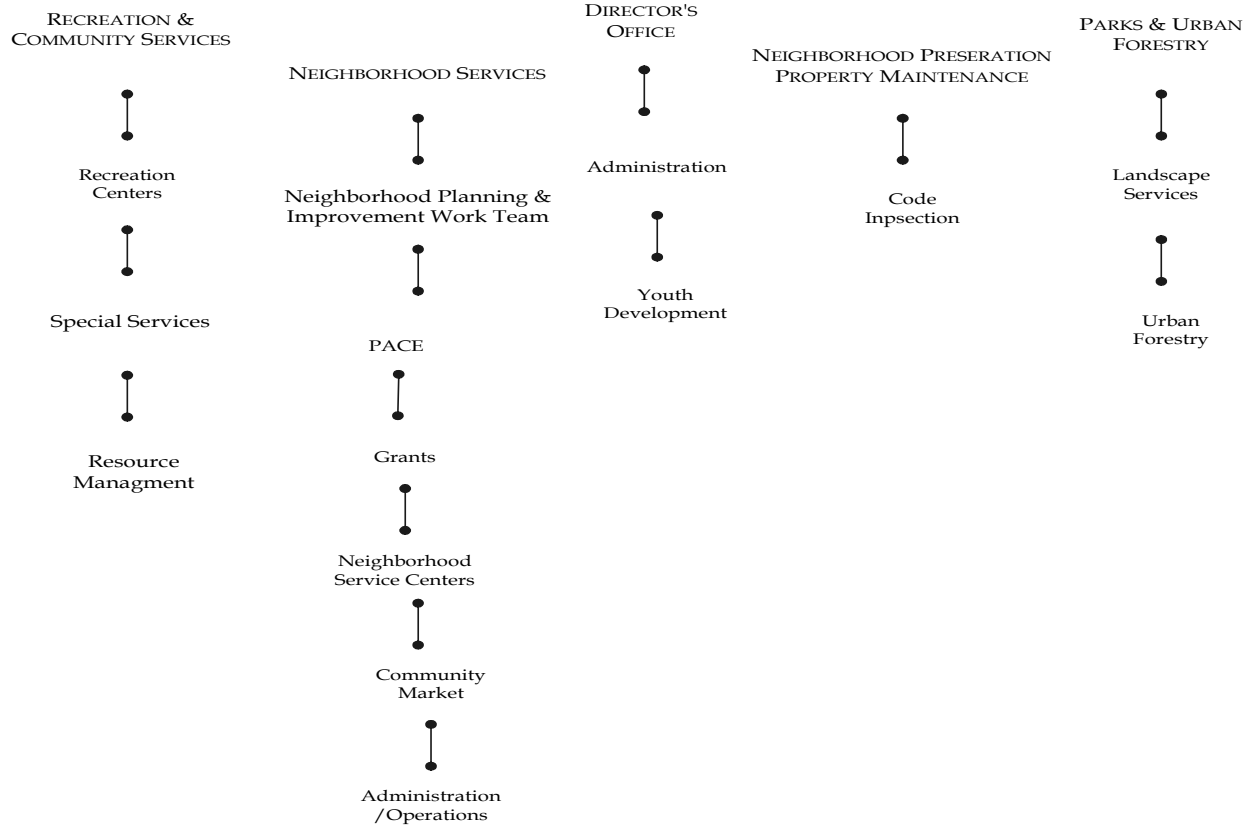 RECREATION &
COMMUNITY SERVICES
Recreation
Centers
Special Services
Resource
Managment
NEIGHBORHOOD SERVICES
Neighborhood Planning &
Improvement Work Team
PACE
Grants
Neighborhood
Service Centers
Community
Market
Administration
/Operations
DIRECTOR'S
OFFICE
Administration
Youth
Development
NEIGHBORHOOD PRESERATION
PROPERTY MAINTENANCE
Code
Inpsection
PARKS & URBAN
FORESTRY
Landscape
Services
Urban
Forestry